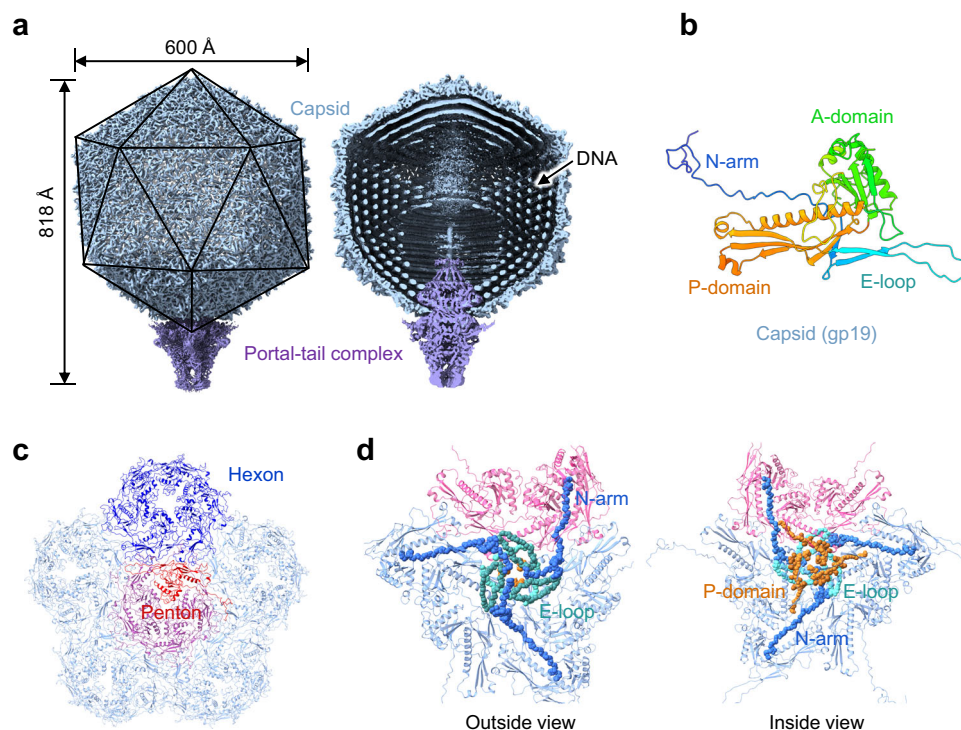 a
600 Å
818 Å
Capsid
DNA
Portal-tail complex
b
A-domain
N-arm
P-domain
E-loop
Capsid (gp19)
c
Hexon
Penton
d
N-arm
E-loop
Outside view
P-domain
E-loop
N-arm
Inside view